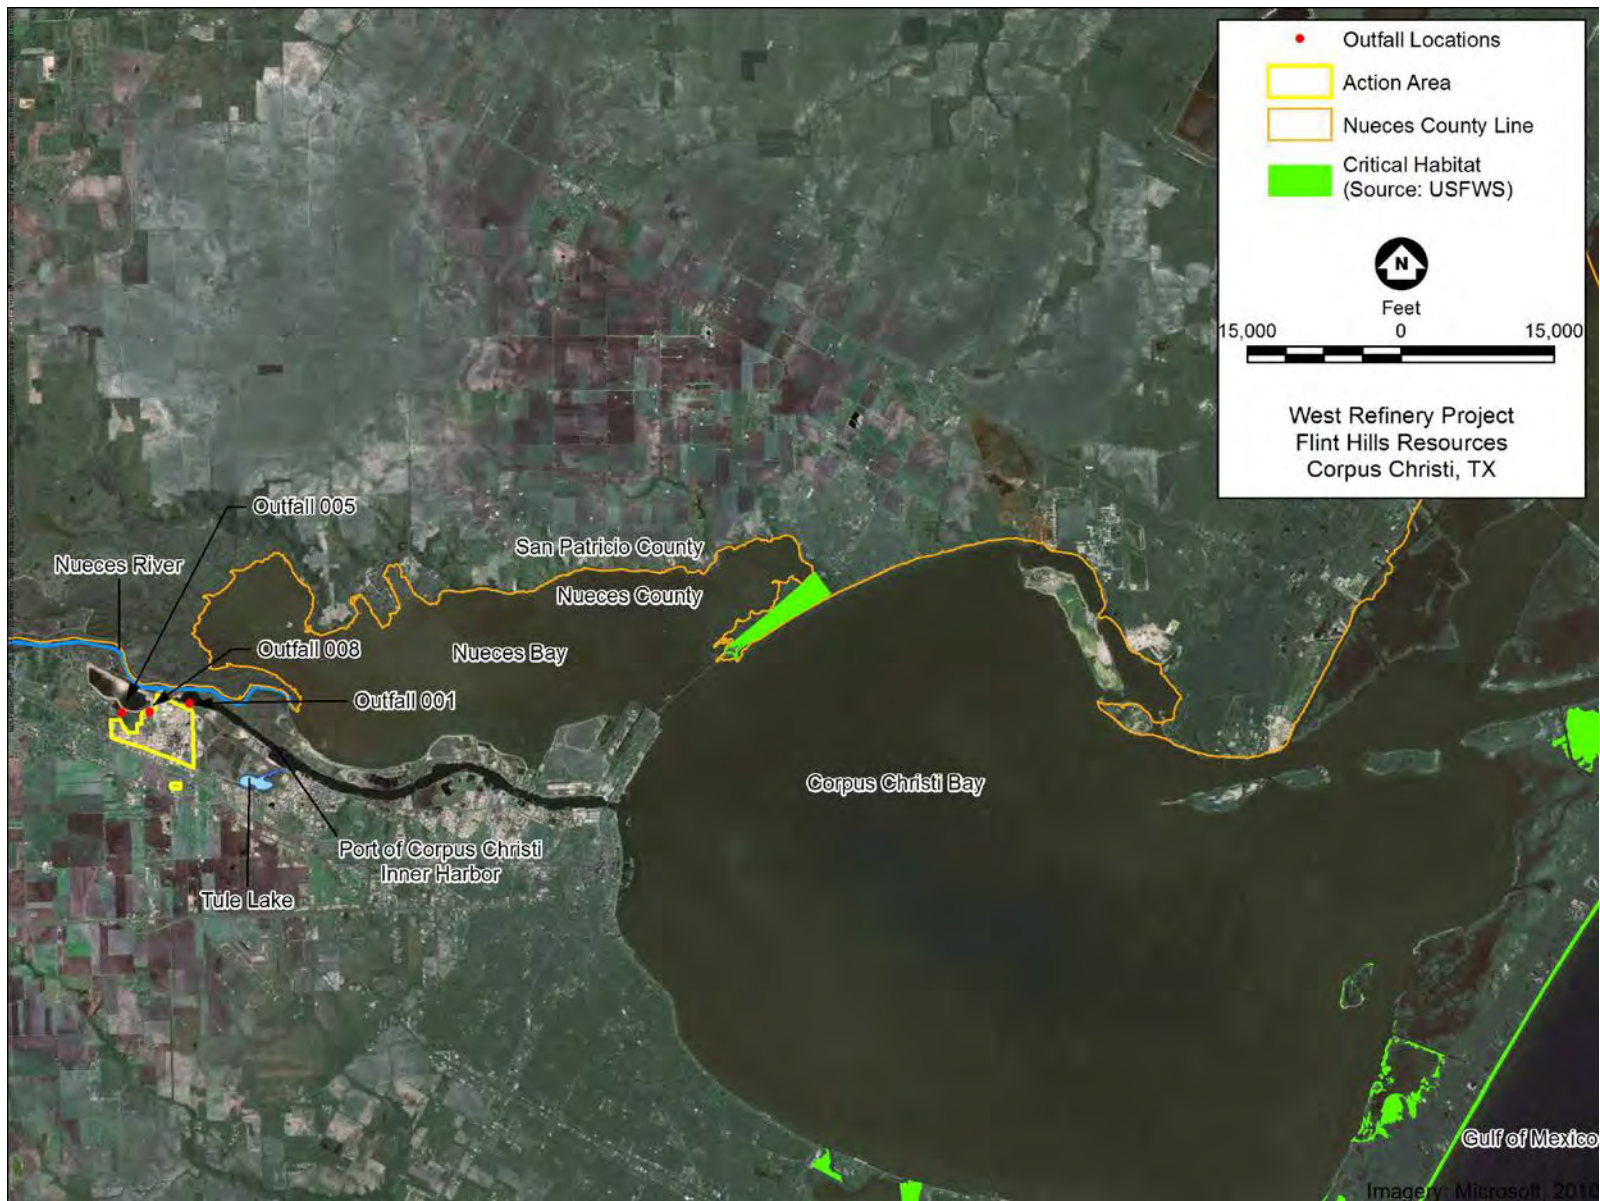 Outfall Locations
Action Area
Nueces County Line
Critical Habitat
(Source: USFWS)
N
Feet
15,000 0 15,000
West Refinery Project
Flint Hills Resources
Corpus Christi, TX
Outfall 005
San Patricio County
Nueces River
Nueces County
Outfall 008
Nueces Bay
Outfall 001
Corpus Christi Bay
Port of Corpus Christi
Inner Harbor
Tule Lake
Gulf of Mexico
Imagery: Microsoft, 2010